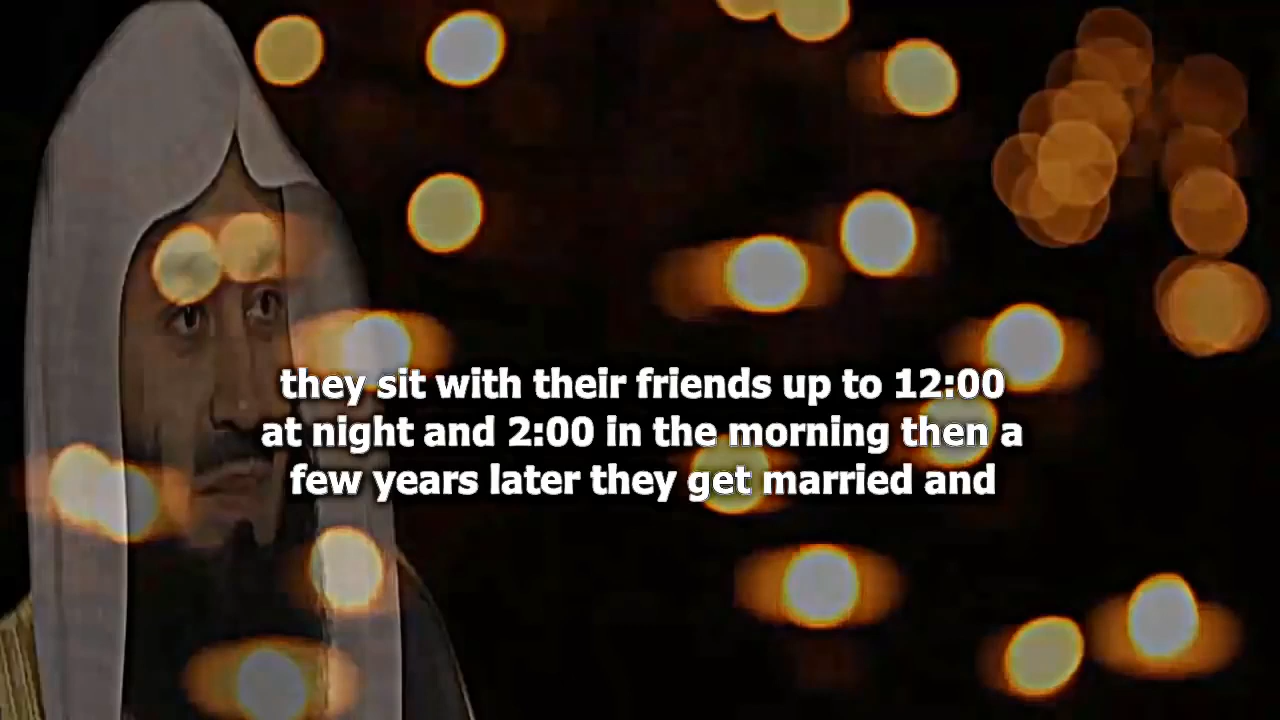 they sit with their friends up to 12:00
at night and 2:00 in the morning then a
few years later they get married and